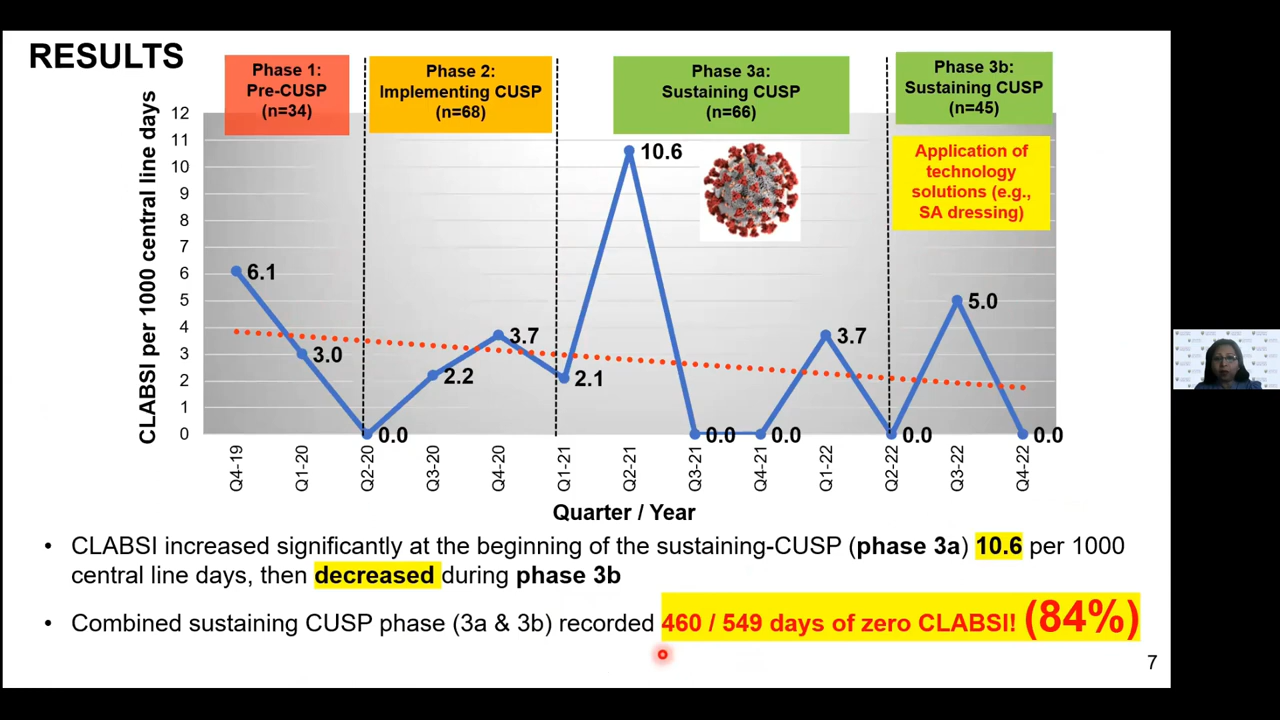 RESULTS
Phase 1:
Pre-CUSP
(n=34)
Phase 2:
Implementing CUSP
(n=68)
Phase 3a:
Sustaining CUSP
(n=66)
Phase 3b:
Sustaining CUSP
(n=45)
Application of
technology
solutions (e.g.,
SA dressing)
CLABSI per 1000 central line days
12
11
10
9
8
7
6
5
4
3
2
1
0
6.1
3.0
0.0
2.2
3.7
2.1
10.6
0.0
0.0
3.7
0.0
5.0
0.0
Q4-19
Q1-20
Q2-20
Q3-20
Q4-20
Q1-21
Q2-21
Q3-21
Q4-21
Q1-22
Q2-22
Q3-22
Q4-22
Quarter / Year
• CLABSI increased significantly at the beginning of the sustaining-CUSP (phase 3a) 10.6 per 1000
central line days, then decreased during phase 3b
• Combined sustaining CUSP phase (3a & 3b) recorded 460 / 549 days of zero CLABSI! (84%)
7